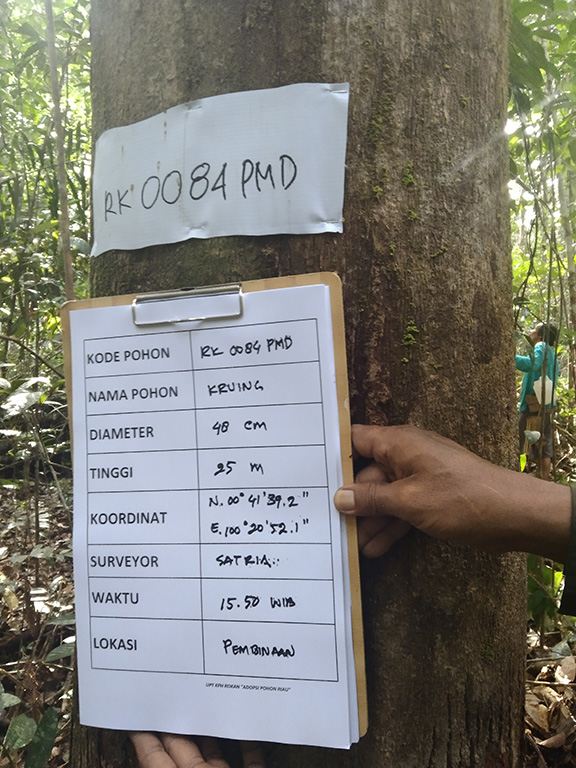 RK 0084 PMD
KODE POHON RK 0084 PMD
NAMA POHON KRUING
DIAMETER 48 cm
TINGGI 25 m
KOORDINAT N. 00° 41' 39.2" E. 100° 20' 52.1"
SURVEYOR SATRIA
WAKTU 15.50 WIB
LOKASI PEMBINAAN
UPT KPH ROKAN "ADOPSI POHON RIAU"